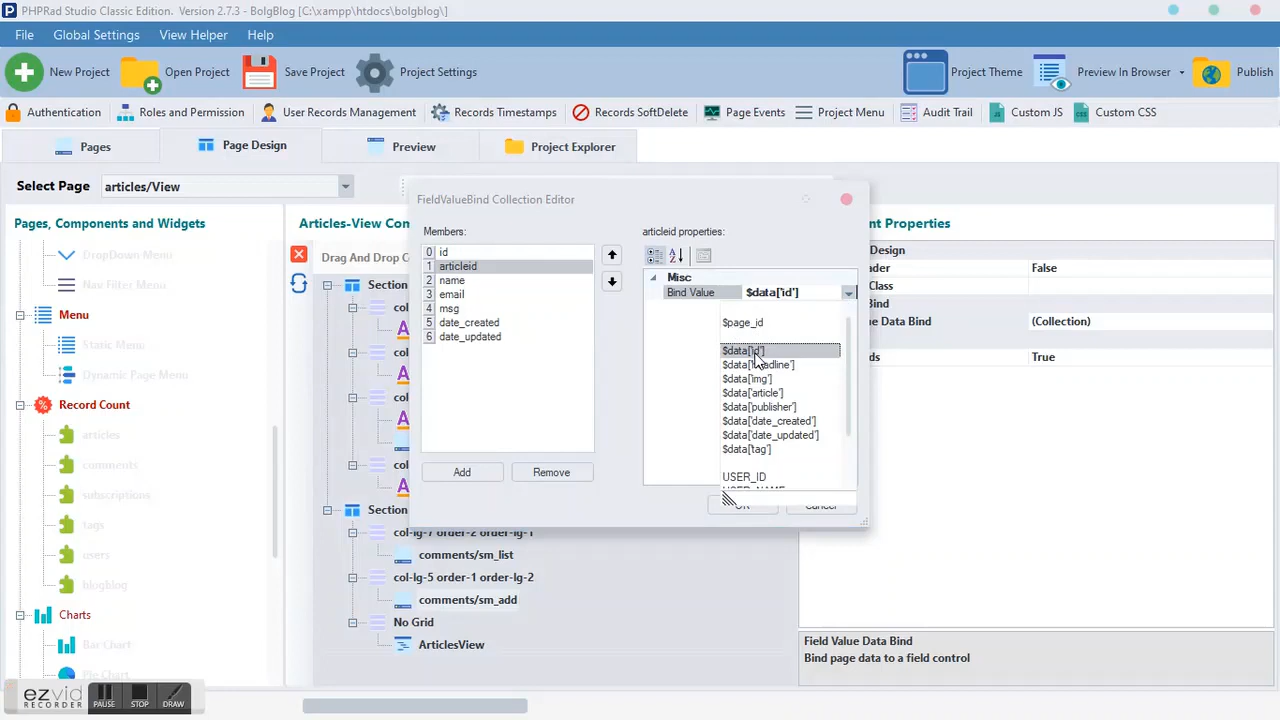 PHPRad Studio Classic Edition. Version 2.7.3 - BolgBlog [C:\xampp\htdocs\bolgblog\]
File Global Settings View Helper Help
New Project Open Project Save Project Project Settings Project Theme Preview In Browser Publish
Authentication Roles and Permission User Records Management Records Timestamps Records SoftDelete Page Events Project Menu Audit Trail Custom JS Custom CSS
Pages Page Design Preview Project Explorer
Select Page articles/View
Pages, Components and Widgets
DropDown Menu
Nav Filter Menu
Menu
Static Menu
Dynamic Page Menu
Record Count
articles
comments
subscriptions
tags
users
blogblog
Charts
Bar Chart
Pie Chart
Articles-View
Drag And Drop
Section
col
col
col
col
Section
col-lg-7 order-lg-1
comments/sm_list
col-lg-5 order-1 order-lg-2
comments/sm_add
No Grid
ArticlesView
FieldValueBind Collection Editor
Members:
0 id
1 articleid
2 name
3 email
4 msg
5 date_created
6 date_updated
Add Remove
articleid properties:
Misc
Bind Value $data['id']
$page_id
$data['id']
$data['img']
$data['article']
$data['publisher']
$data['date_created']
$data['date_updated']
$data['tag']
USER_ID
USER_NAME
OK Cancel
Properties
Design
False
Class
Bind
Data Bind (Collection)
True
Field Value Data Bind
Bind page data to a field control
ezvid
RECORDER
PAUSE STOP DRAW